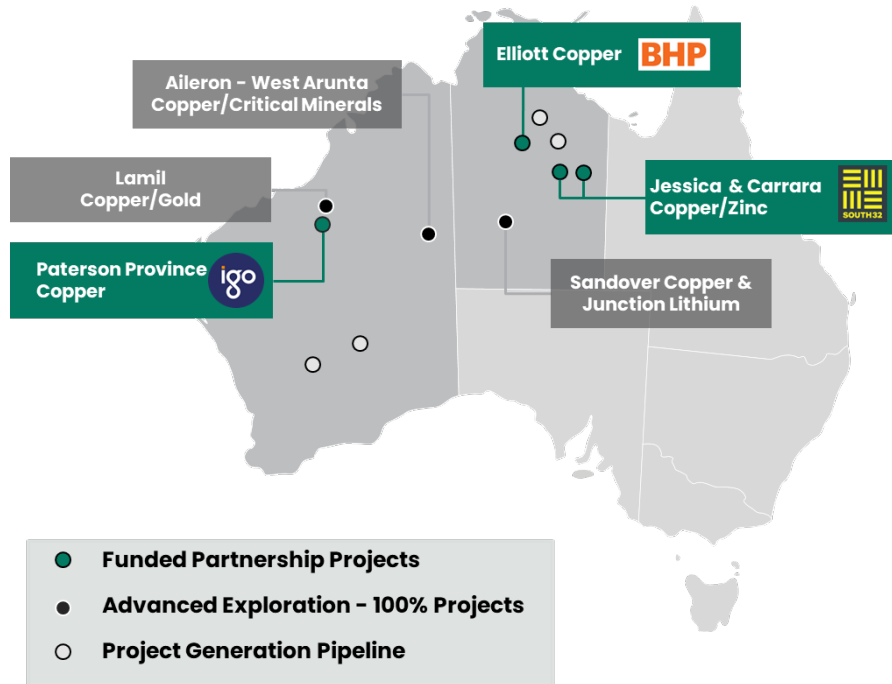 Elliott Copper BHP
Aileron - West Arunta
Copper/Critical Minerals
Lamil
Copper/Gold
Jessica & Carrara
Copper/Zinc
SOUTH32
Paterson Province
Copper
igo
Sandover Copper &
Junction Lithium
Funded Partnership Projects
Advanced Exploration - 100% Projects
Project Generation Pipeline